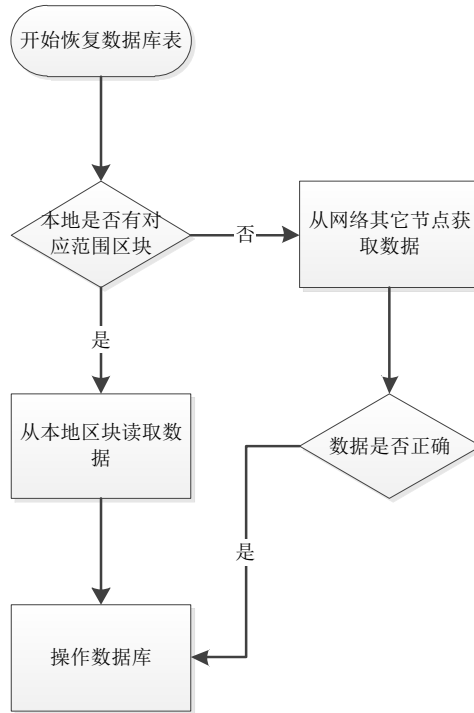 开始恢复数据库表
本地是否有对
应范围区块
否
从网络其它节点获
取数据
是
从本地区块读取数
据
数据是否正确
是
操作数据库